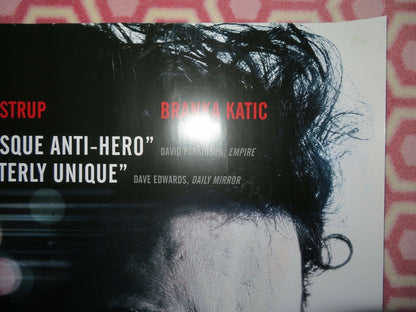 STRUP BRANKA KATIC
SQUE ANTI-HERO” DAVID PARKINSON, EMPIRE
TERLY UNIQUE” DAVE EDWARDS, DAILY MIRROR